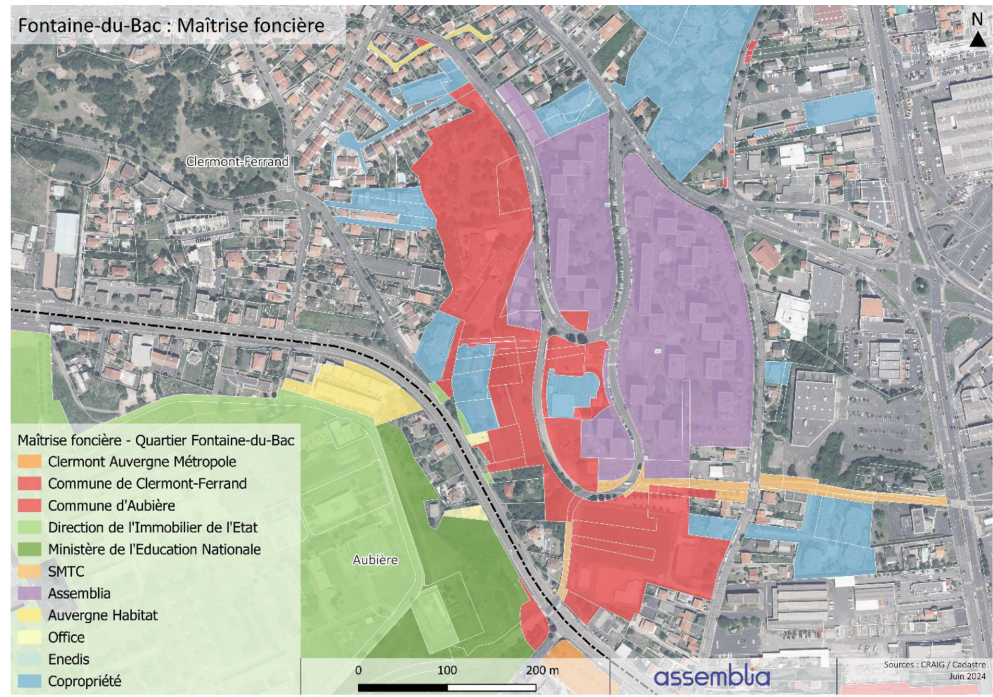 Fontaine-du-Bac : Maîtrise foncière
N
Clermont-Ferrand
Maîtrise foncière - Quartier Fontaine-du-Bac
Clermont Auvergne Métropole
Commune de Clermont-Ferrand
Commune d'Aubière
Direction de l'Immobilier de l'Etat
Ministère de l'Education Nationale
SMTC
Assemblia
Auvergne Habitat
Office
Enedis
Copropriété
Aubière
0 100 200 m
assemblia
Sources : CRAIG / Cadastre
Juin 2024